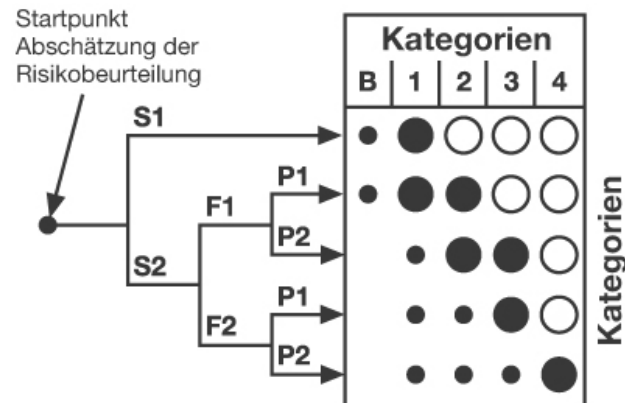 Startpunkt
Abschätzung der
Risikobeurteilung
Kategorien
B 1 2 3 4
S1
P1
F1
P2
S2
P1
F2
P2
Kategorien